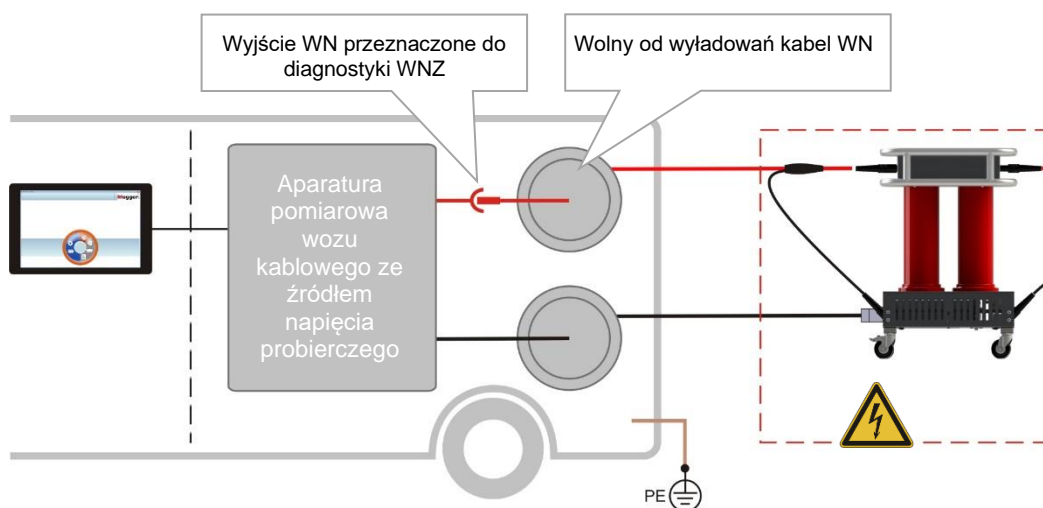 Wyjście WN przeznaczone do
diagnostyki WNZ
Wolny od wyładowań kabel WN
Megger
Aparatura
pomiarowa
wozu
kablowego ze
źródłem
napięcia
probierczego
PE